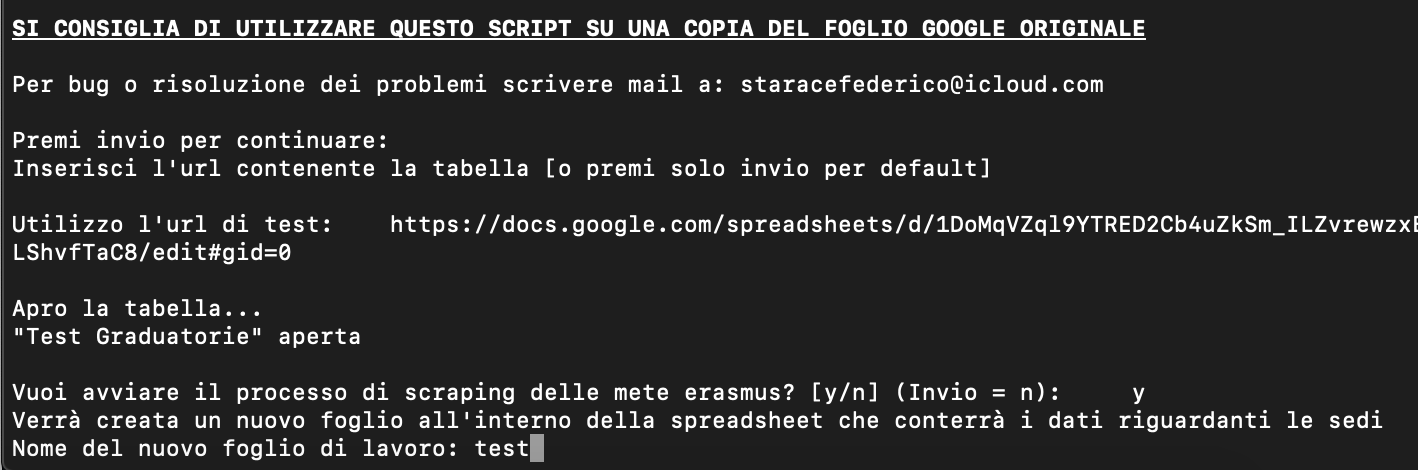 SI CONSIGLIA DI UTILIZZARE QUESTO SCRIPT SU UNA COPIA DEL FOGLIO GOOGLE ORIGINALE
Per bug o risoluzione dei problemi scrivere mail a: staracefederico@icloud.com
Premi invio per continuare:
Inserisci l'url contenente la tabella [o premi solo invio per default]
Utilizzo l'url di test: https://docs.google.com/spreadsheets/d/1DoMqVZql9YTRED2Cb4uZkSm_ILZvrewzxE
LShvfTaC8/edit#gid=0
Apro la tabella...
"Test Graduatorie" aperta
Vuoi avviare il processo di scraping delle mete erasmus? [y/n] (Invio = n): y
Verrà creata un nuovo foglio all'interno della spreadsheet che conterrà i dati riguardanti le sedi
Nome del nuovo foglio di lavoro: test